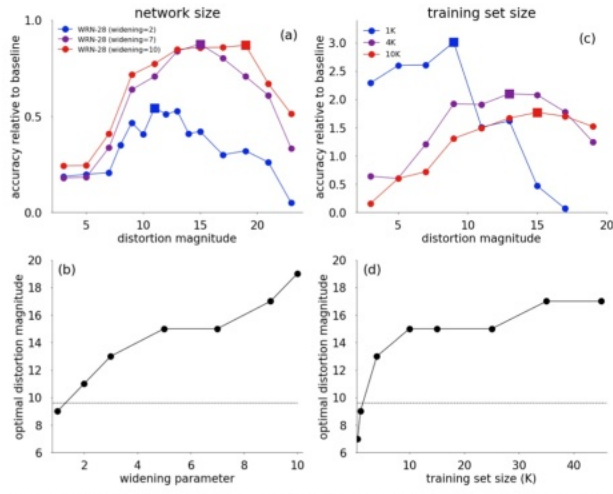 network size
(a)
WRN-28 (widening=2)
WRN-28 (widening=7)
WRN-28 (widening=10)
accuracy relative to baseline
1.0
0.5
0.0
5 10 15 20
distortion magnitude
training set size
(c)
1K
4K
10K
accuracy relative to baseline
3.0
2.5
2.0
1.5
1.0
0.5
0.0
5 10 15 19
distortion magnitude
(b)
optimal distortion magnitude
20
18
16
14
12
10
8
6
2 4 6 8 10
widening parameter
(d)
optimal distortion magnitude
20
18
16
14
12
10
8
6
10 20 30 40
training set size (K)